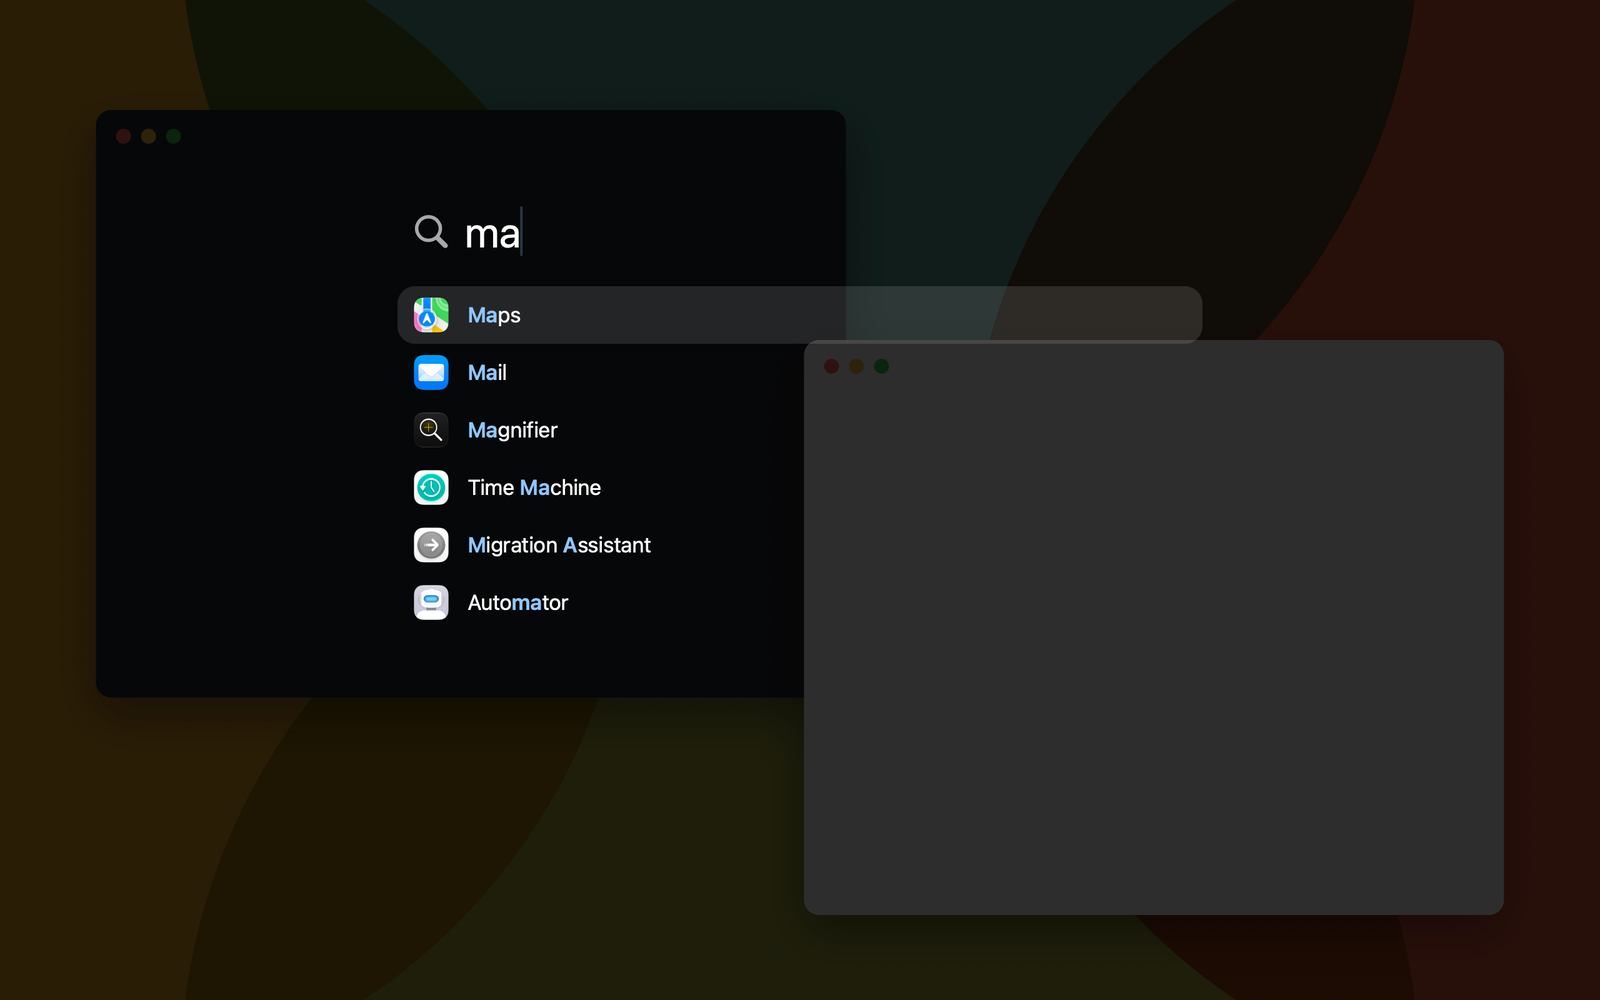 ma
Maps
Mail
Magnifier
Time Machine
Migration Assistant
Automator